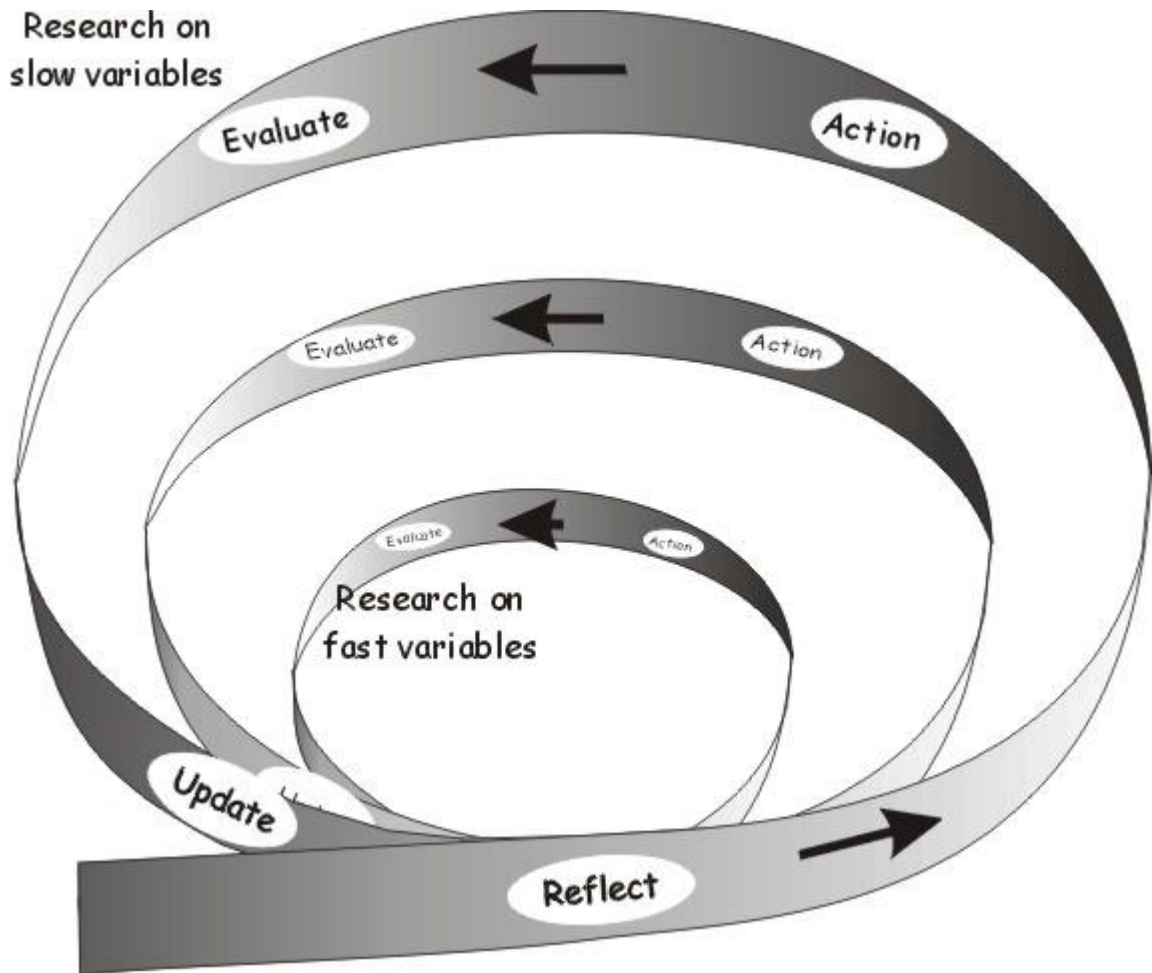 Research on
slow variables
Evaluate
Action
Evaluate
Action
Evaluate
Action
Research on
fast variables
Update
Reflect